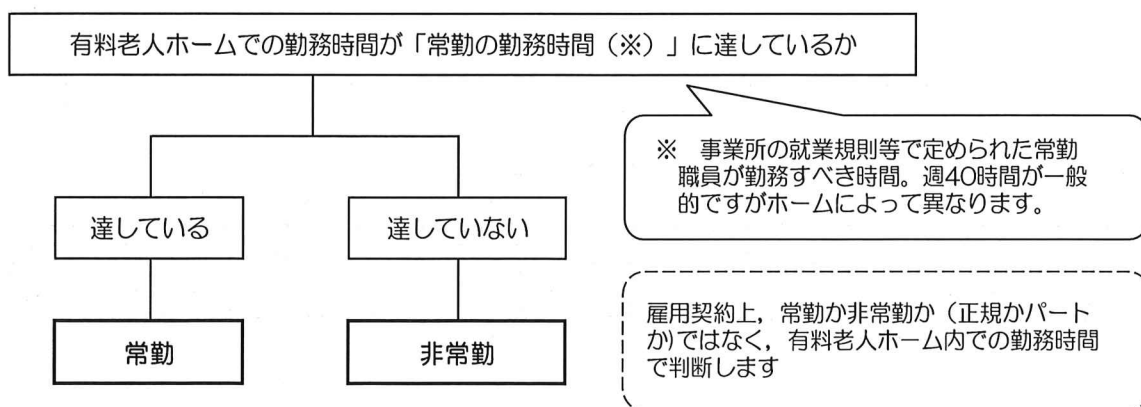 有料老人ホームでの勤務時間が「常勤の勤務時間（※）」に達しているか
※　事業所の就業規則等で定められた常勤
職員が勤務すべき時間。週40時間が一般
的ですがホームによって異なります。
達している
達していない
雇用契約上，常勤か非常勤か（正規かパート
か)ではなく，有料老人ホーム内での勤務時間
で判断します
常勤
非常勤